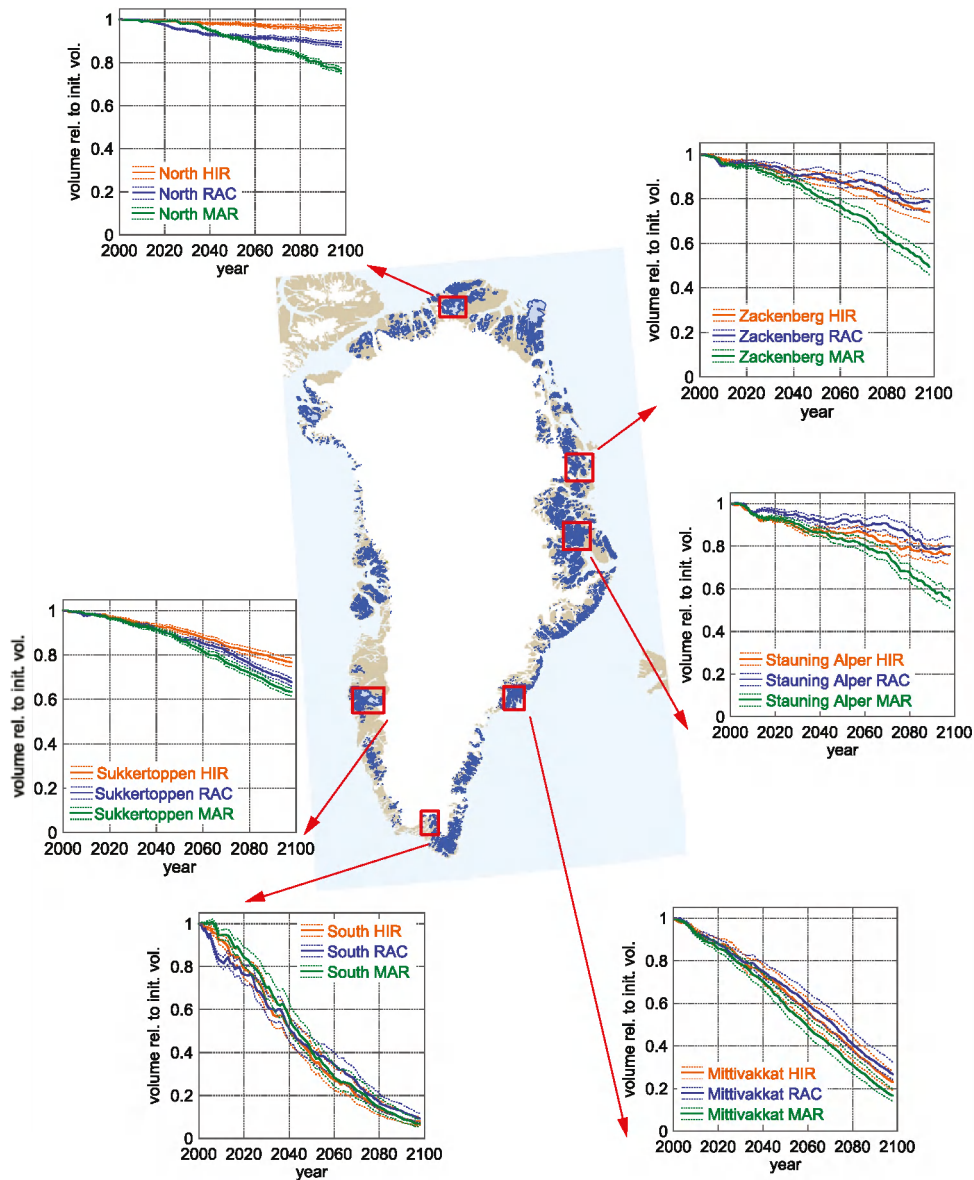 volume rel. to init. vol.
1
0.8
0.6
0.4
0.2
0
North HIR
North RAC
North MAR
2000 2020 2040 2060 2080 2100
year
volume rel. to init. vol.
1
0.8
0.6
0.4
0.2
0
Zackenberg HIR
Zackenberg RAC
Zackenberg MAR
2000 2020 2040 2060 2080 2100
year
volume rel. to init. vol.
1
0.8
0.6
0.4
0.2
0
Stauning Alper HIR
Stauning Alper RAC
Stauning Alper MAR
2000 2020 2040 2060 2080 2100
year
volume rel. to init. vol.
1
0.8
0.6
0.4
0.2
0
Sukkertoppen HIR
Sukkertoppen RAC
Sukkertoppen MAR
2000 2020 2040 2060 2080 2100
year
volume rel. to init. vol.
1
0.8
0.6
0.4
0.2
0
South HIR
South RAC
South MAR
2000 2020 2040 2060 2080 2100
year
volume rel. to init. vol.
1
0.8
0.6
0.4
0.2
0
Mittivakkat HIR
Mittivakkat RAC
Mittivakkat MAR
2000 2020 2040 2060 2080 2100
year